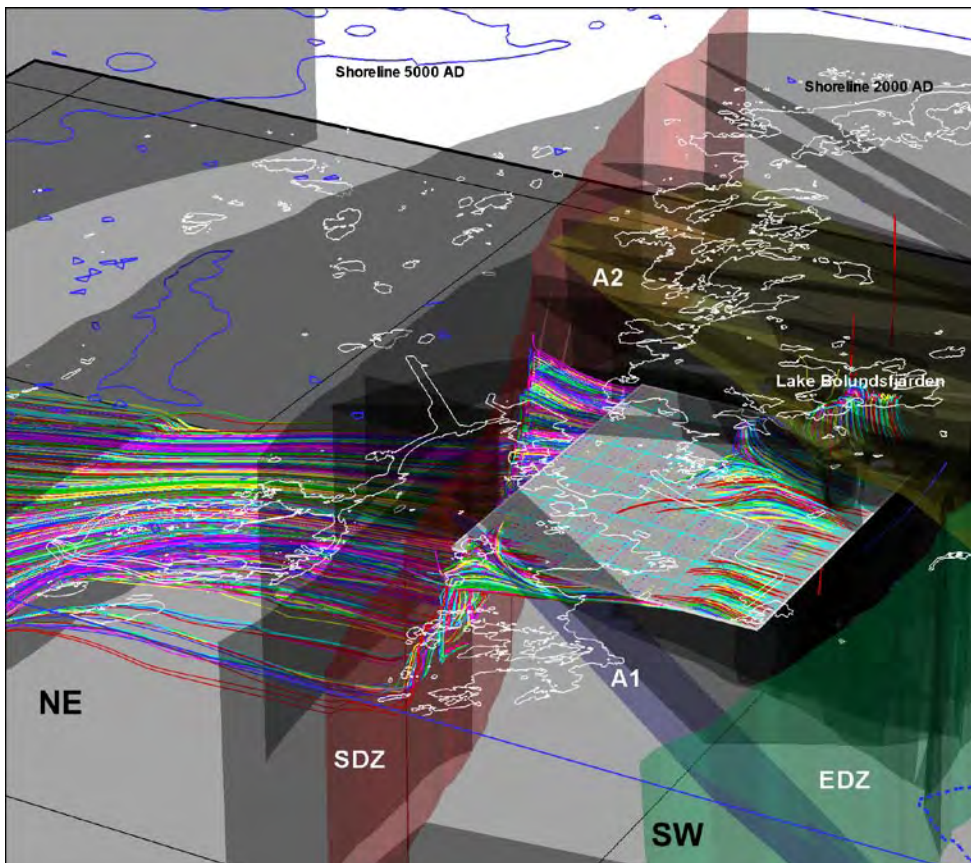 Shoreline 5000 AD
Shoreline 2000 AD
A2
Lake Bolundsfjärden
A1
NE
SDZ
EDZ
SW